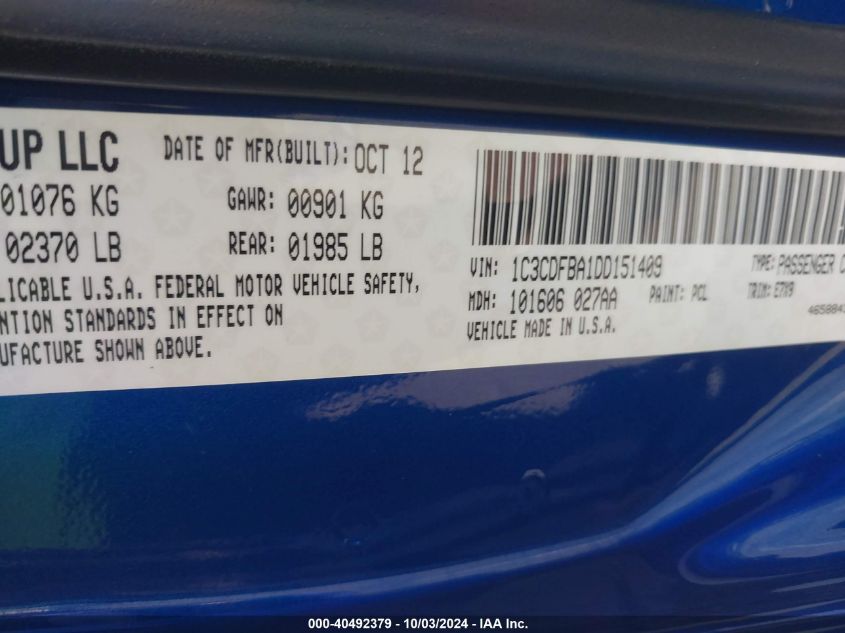 UP LLC DATE OF MFR(BUILT): OCT 12
01076 KG GAWR: 00901 KG
02370 LB REAR: 01985 LB
LICABLE U.S.A. FEDERAL MOTOR VEHICLE SAFETY,
NTION STANDARDS IN EFFECT ON
UFACTURE SHOWN ABOVE.
VIN: 1C3CDFBA1DD151409 TYPE: PASSENGER C
MDH: 101606 027AA PAINT: PCL TRIM: E7X9
VEHICLE MADE IN U.S.A. 465884
000-40492379 - 10/03/2024 - IAA Inc.